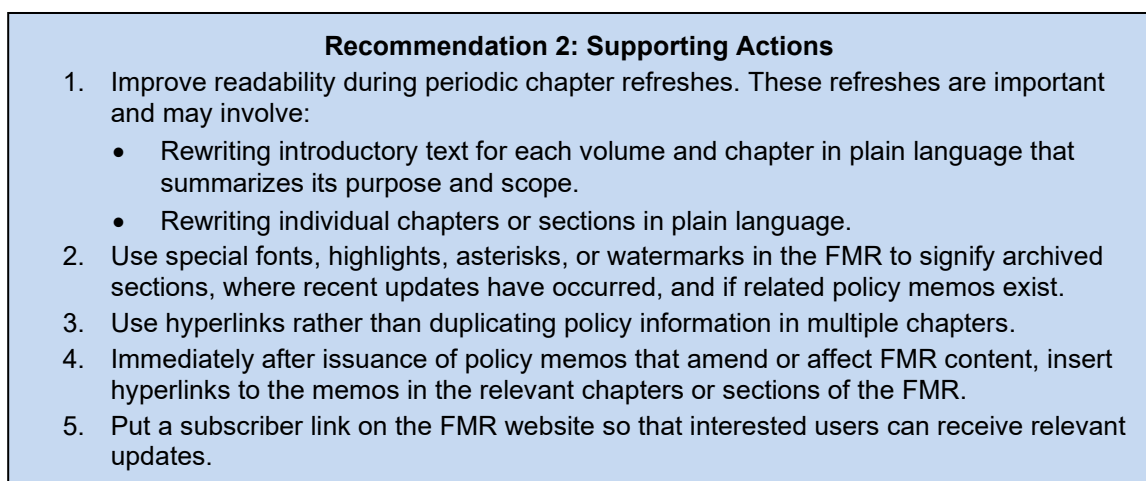 Recommendation 2: Supporting Actions
1. Improve readability during periodic chapter refreshes. These refreshes are important
and may involve:
• Rewriting introductory text for each volume and chapter in plain language that
summarizes its purpose and scope.
• Rewriting individual chapters or sections in plain language.
2. Use special fonts, highlights, asterisks, or watermarks in the FMR to signify archived
sections, where recent updates have occurred, and if related policy memos exist.
3. Use hyperlinks rather than duplicating policy information in multiple chapters.
4. Immediately after issuance of policy memos that amend or affect FMR content, insert
hyperlinks to the memos in the relevant chapters or sections of the FMR.
5. Put a subscriber link on the FMR website so that interested users can receive relevant
updates.